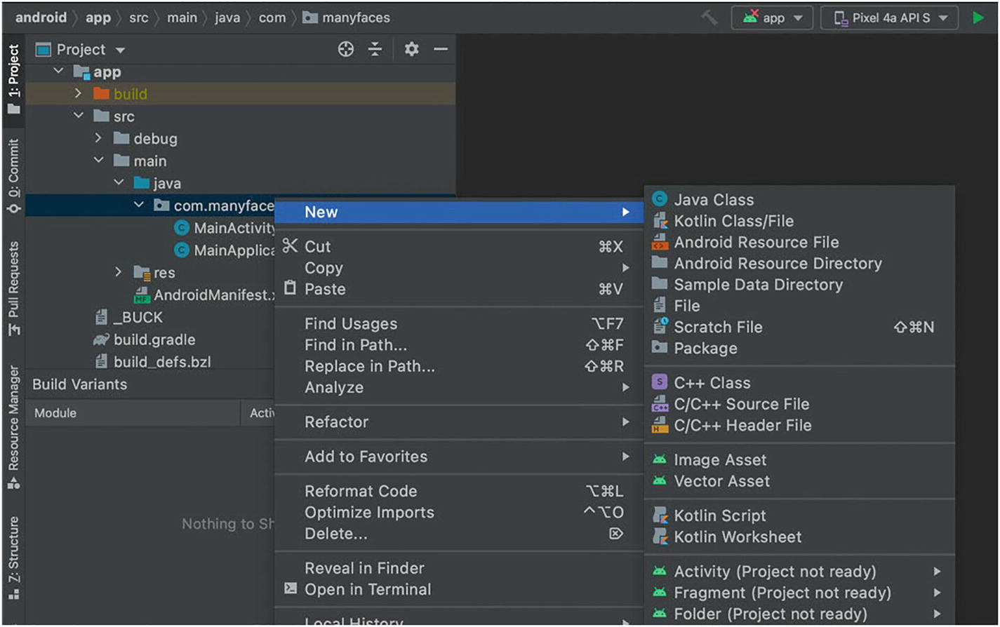 android app src main java com manyfaces app Pixel 4a API S
1: Project
0: Commit
Pull Requests
Resource Manager
Z: Structure
Project
app
build
src
debug
main
java
com.manyface
MainActivity
MainApplica
res
AndroidManifest.x
_BUCK
build.gradle
build_defs.bzl
Build Variants
Module Activ
Nothing to Sh
New
Cut ⌘X
Copy
Paste ⌘V
Find Usages ⌥F7
Find in Path... ⇧⌘F
Replace in Path... ⇧⌘R
Analyze
Refactor
Add to Favorites
Reformat Code ⌥⌘L
Optimize Imports ^⌥O
Delete... ⌦
Reveal in Finder
Open in Terminal
Local History
Java Class
Kotlin Class/File
Android Resource File
Android Resource Directory
Sample Data Directory
File
Scratch File ⇧⌘N
Package
C++ Class
C/C++ Source File
C/C++ Header File
Image Asset
Vector Asset
Kotlin Script
Kotlin Worksheet
Activity (Project not ready)
Fragment (Project not ready)
Folder (Project not ready)